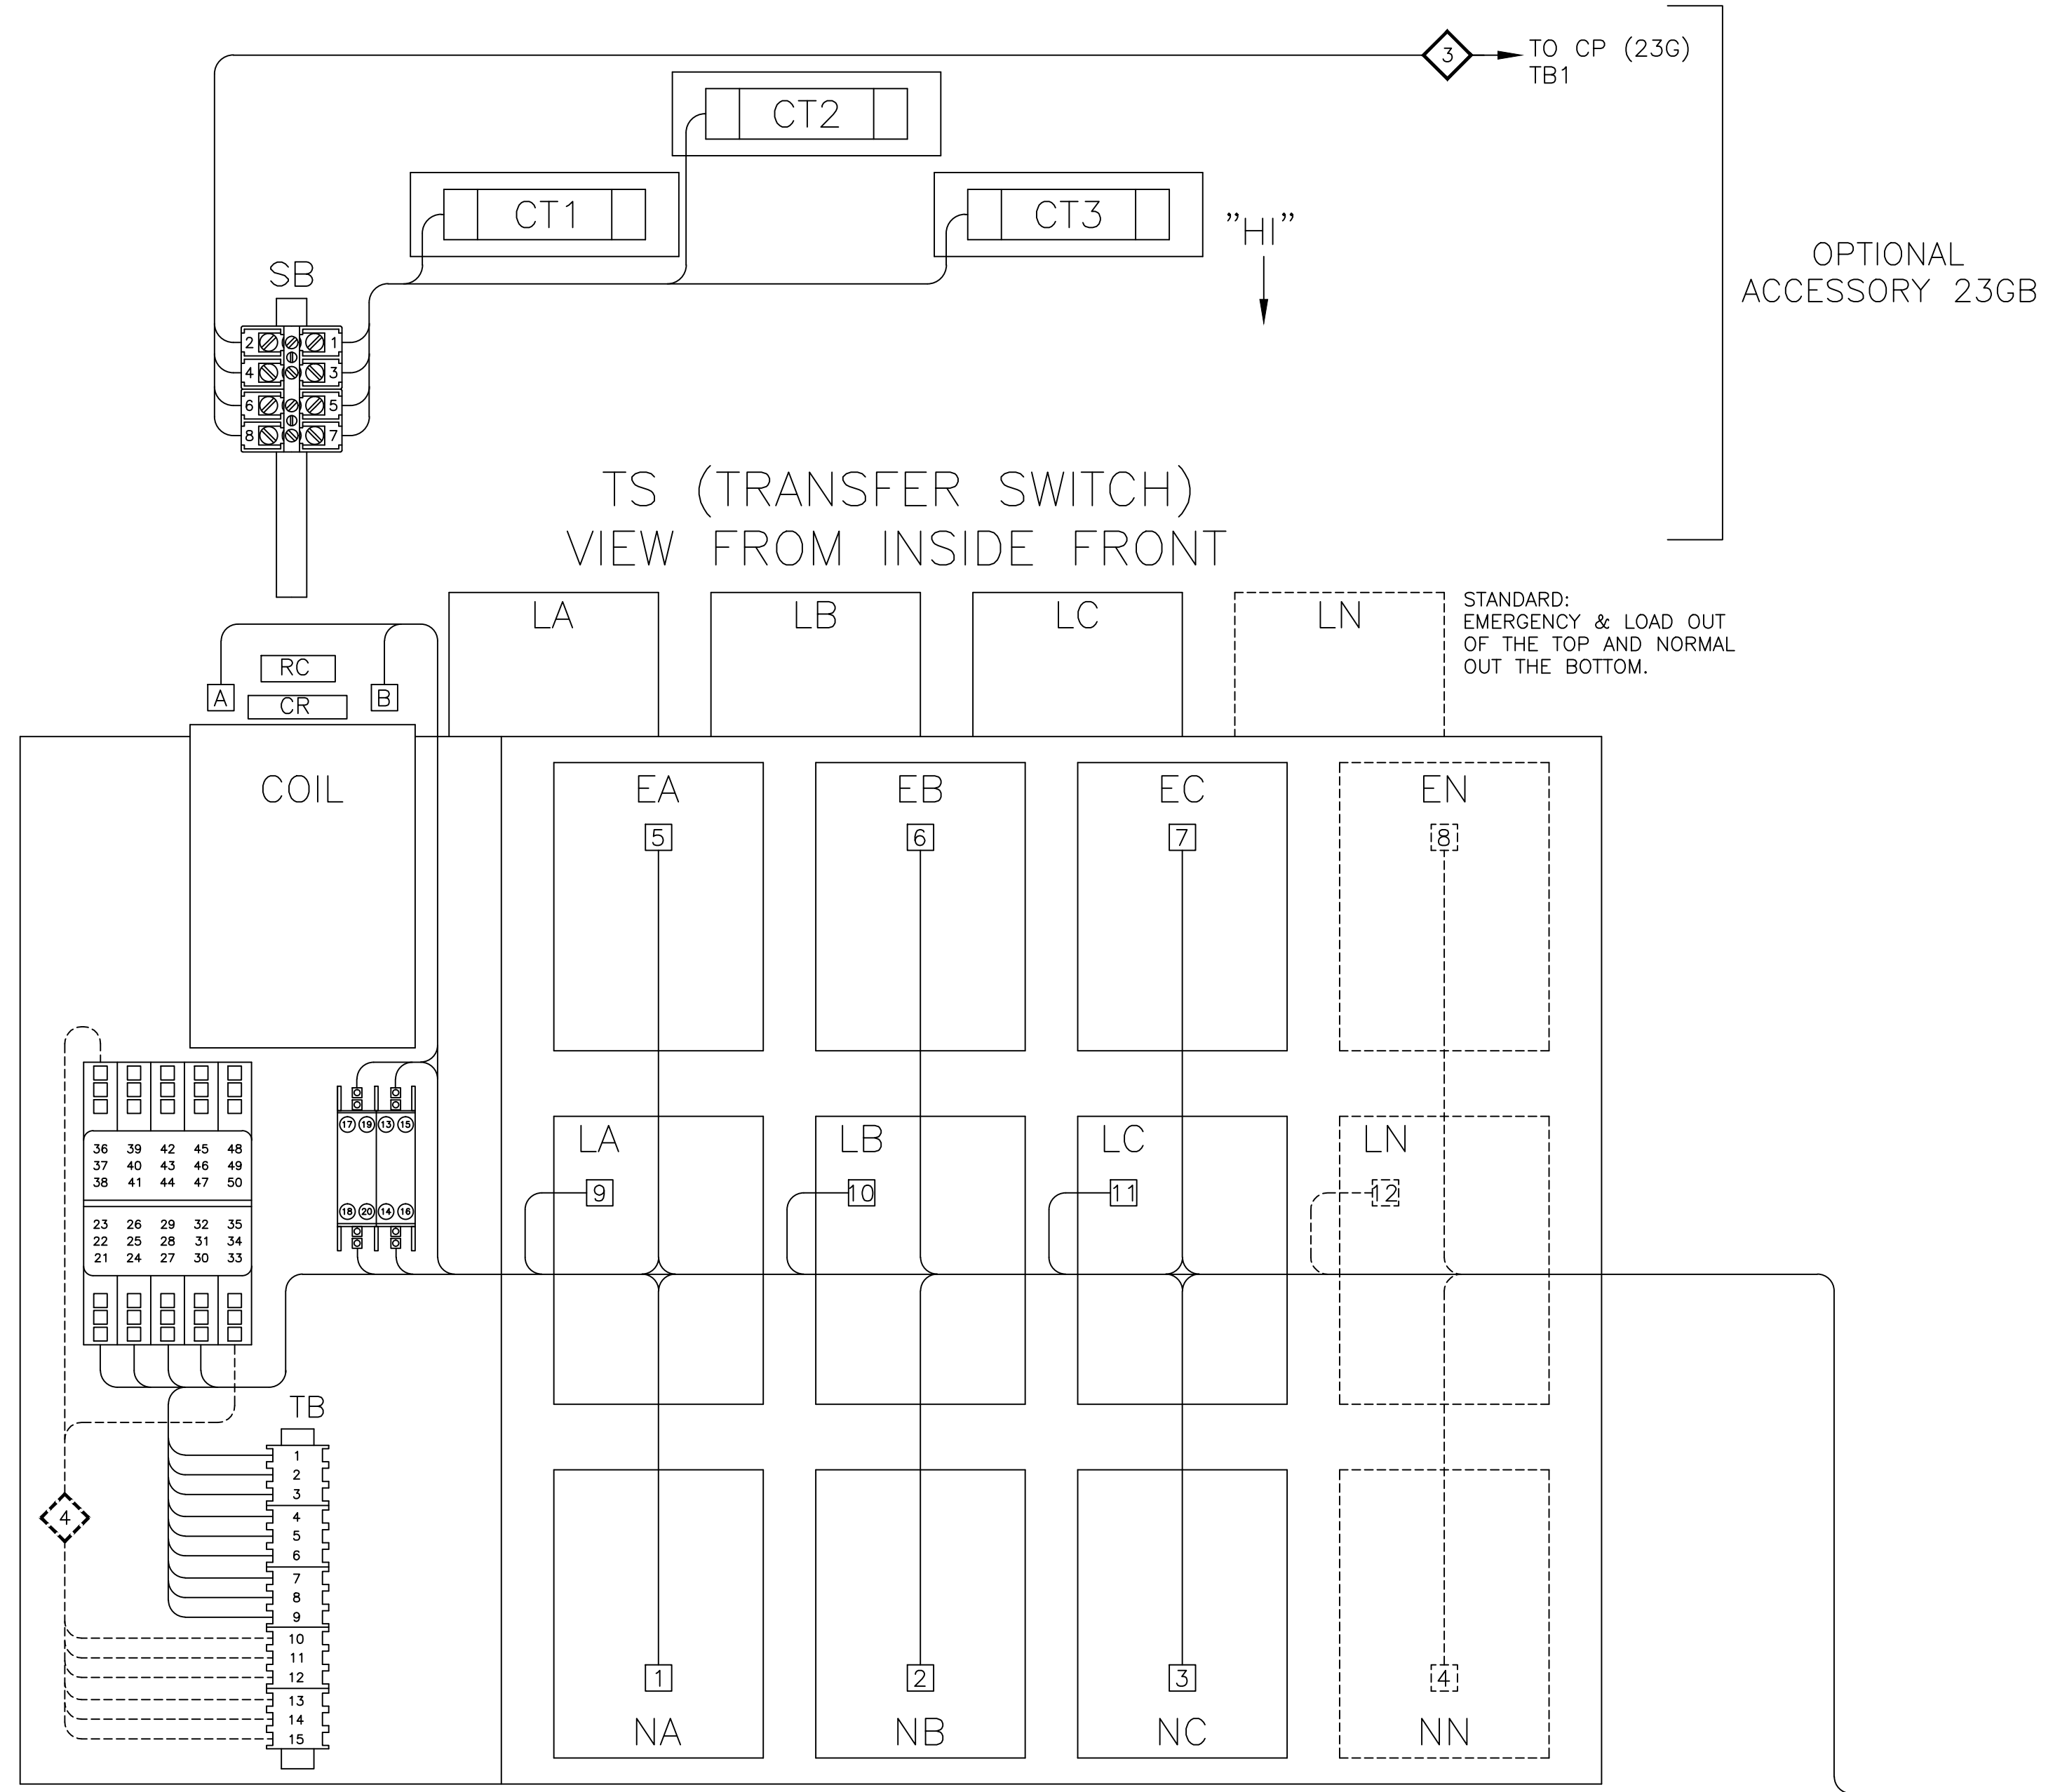 3
TO CP (23G)
TB1
CT2
CT1
CT3
"HI"
OPTIONAL
ACCESSORY 23GB
SB
2 1
4 3
6 5
8 7
TS (TRANSFER SWITCH)
VIEW FROM INSIDE FRONT
LA LB LC LN
STANDARD:
EMERGENCY & LOAD OUT
OF THE TOP AND NORMAL
OUT THE BOTTOM.
RC
A B
CR
COIL
EA EB EC EN
5 6 7 8
17 19 13 15
LA LB LC LN
36 39 42 45 48
37 40 43 46 49
38 41 44 47 50
9 10 11 12
18 20 14 16
23 26 29 32 35
22 25 28 31 34
21 24 27 30 33
TB
1
2
3
4
4
5
6
7
8
9
10
11
12
13
14
15
1 2 3 4
NA NB NC NN